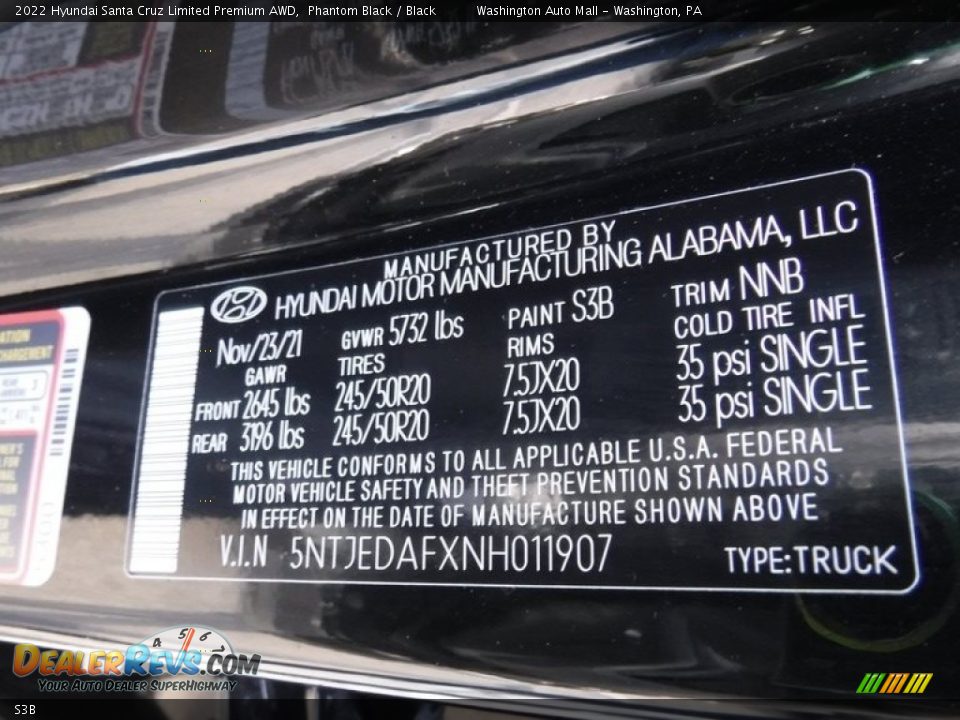 2022 Hyundai Santa Cruz Limited Premium AWD, Phantom Black / Black Washington Auto Mall - Washington, PA
MANUFACTURED BY
HYUNDAI MOTOR MANUFACTURING ALABAMA, LLC
Nov/23/21 GVWR 5732 lbs PAINT S3B TRIM NNB
GAWR TIRES RIMS COLD TIRE INFL
FRONT 2645 lbs 245/50R20 7.5JX20 35 psi SINGLE
REAR 3196 lbs 245/50R20 7.5JX20 35 psi SINGLE
THIS VEHICLE CONFORMS TO ALL APPLICABLE U.S.A. FEDERAL
MOTOR VEHICLE SAFETY AND THEFT PREVENTION STANDARDS
IN EFFECT ON THE DATE OF MANUFACTURE SHOWN ABOVE
V.I.N 5NTJEDAFXNH011907 TYPE:TRUCK
4 5 6
DEALERREVS.COM
YOUR AUTO DEALER SUPERHIGHWAY
S3B